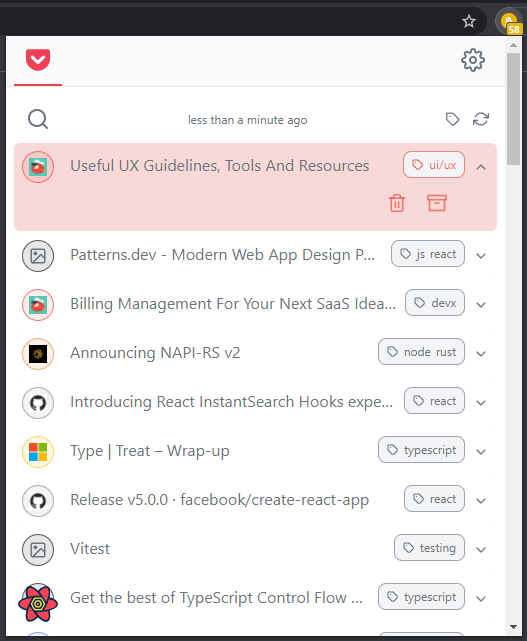 58
less than a minute ago
Useful UX Guidelines, Tools And Resources ui/ux
Patterns.dev - Modern Web App Design P... js react
Billing Management For Your Next SaaS Idea... devx
Announcing NAPI-RS v2 node rust
Introducing React InstantSearch Hooks expe... react
Type | Treat – Wrap-up typescript
Release v5.0.0 · facebook/create-react-app react
Vitest testing
Get the best of TypeScript Control Flow ... typescript